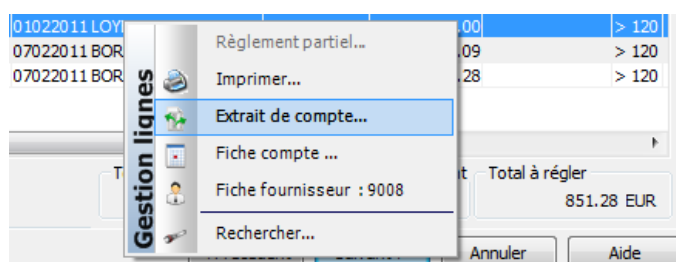 01022011 LOY .00 > 120
07022011 BOR .09 > 120
07022011 BOR .28 > 120
Gestion lignes
Règlement partiel...
Imprimer...
Extrait de compte...
Fiche compte ...
Fiche fournisseur : 9008
Rechercher...
Total à régler
851.28 EUR
Annuler
Aide